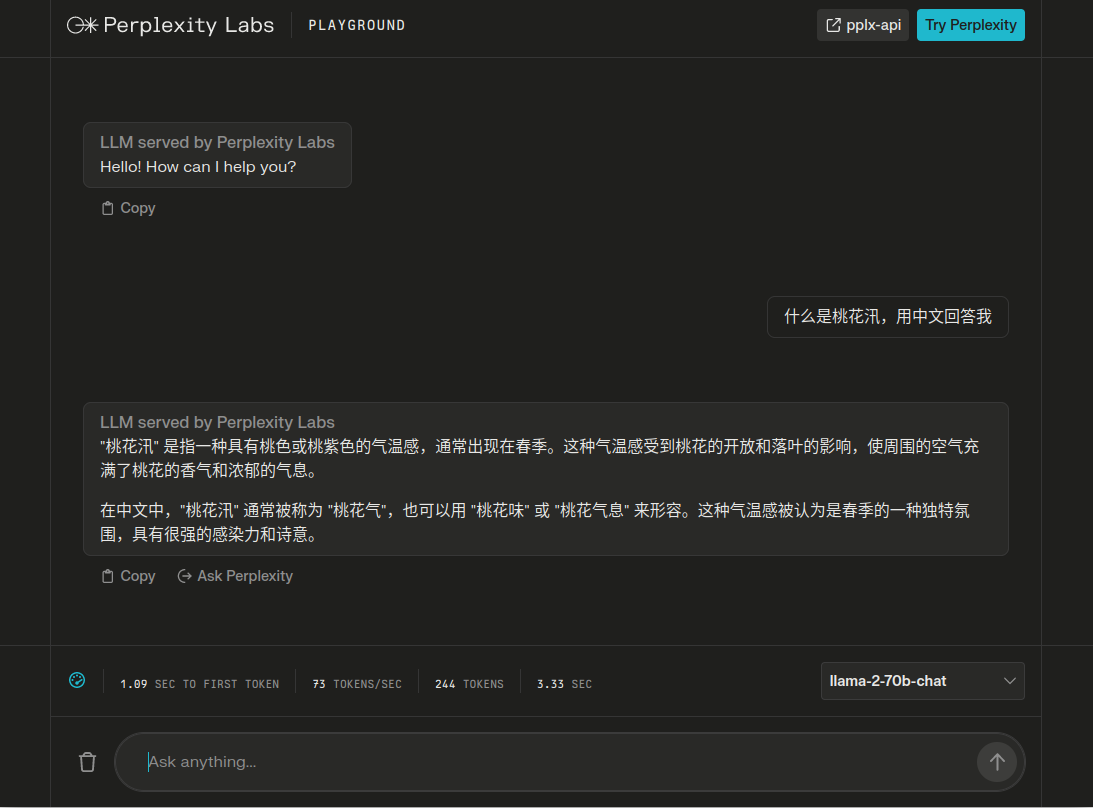 Perplexity Labs PLAYGROUND pplx-api Try Perplexity
LLM served by Perplexity Labs
Hello! How can I help you?
Copy
什么是桃花汛，用中文回答我
LLM served by Perplexity Labs
"桃花汛" 是指一种具有桃色或桃紫色的气温感，通常出现在春季。这种气温感受到桃花的开放和落叶的影响，使周围的空气充
满了桃花的香气和浓郁的气息。
在中文中，"桃花汛" 通常被称为 "桃花气"，也可以用 "桃花味" 或 "桃花气息" 来形容。这种气温感被认为是春季的一种独特氛
围，具有很强的感染力和诗意。
Copy Ask Perplexity
1.09 SEC TO FIRST TOKEN 73 TOKENS/SEC 244 TOKENS 3.33 SEC llama-2-70b-chat
Ask anything...